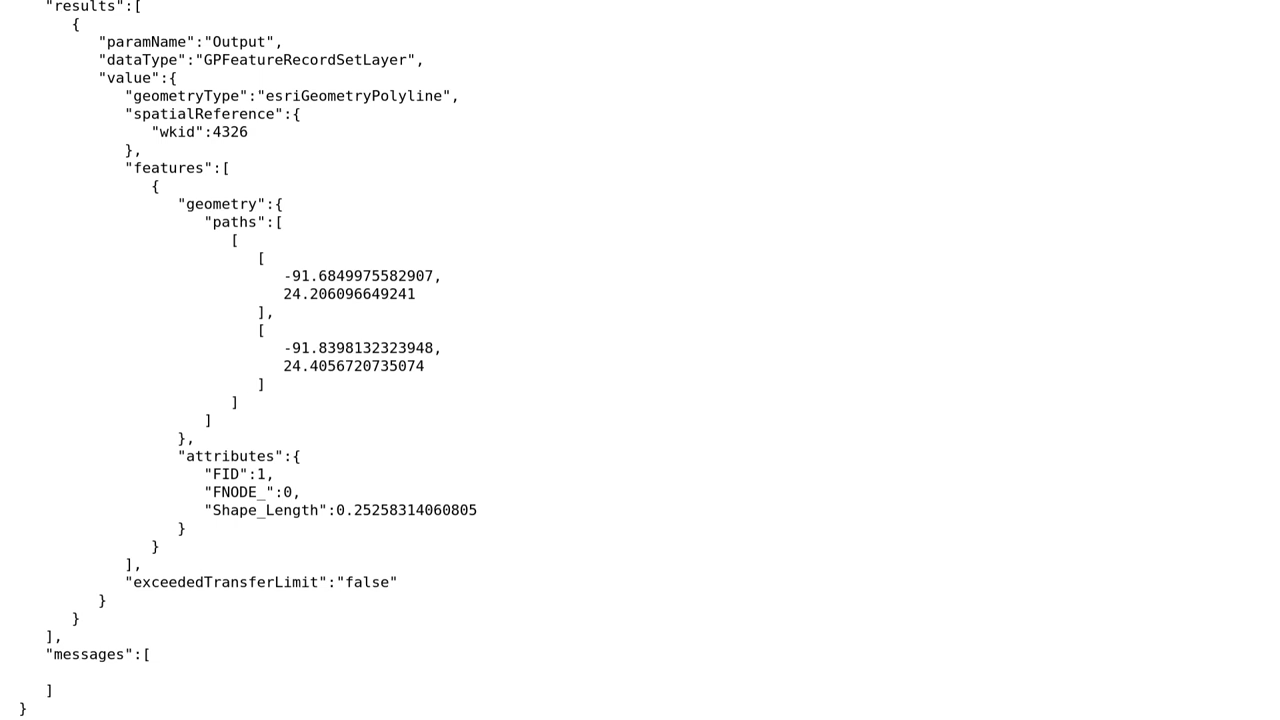 "results":[
{
"paramName":"Output",
"dataType":"GPFeatureRecordSetLayer",
"value":{
"geometryType":"esriGeometryPolyline",
"spatialReference":{
"wkid":4326
},
"features":[
{
"geometry":{
"paths":[
[
[
-91.6849975582907,
24.206096649241
],
[
-91.8398132323948,
24.4056720735074
]
]
]
},
"attributes":{
"FID":1,
"FNODE_":0,
"Shape_Length":0.25258314060805
}
}
],
"exceededTransferLimit":"false"
}
}
],
"messages":[
]
}